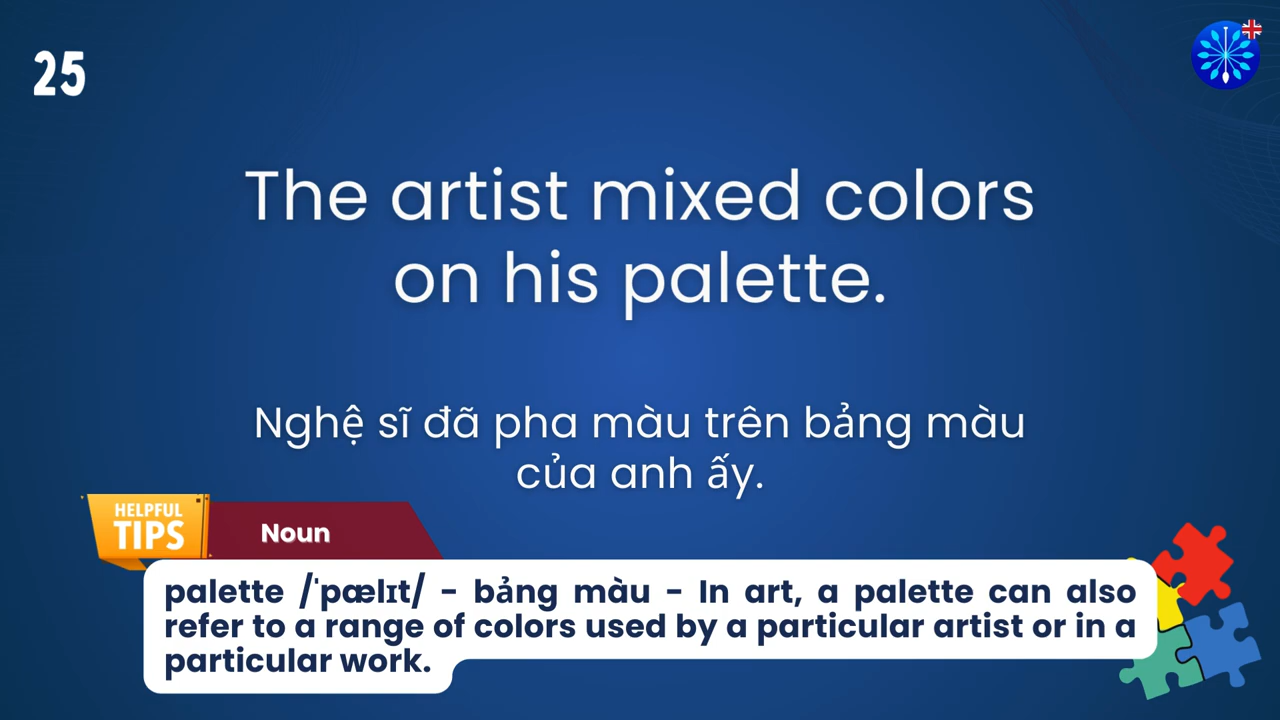 25
The artist mixed colors
on his palette.
Nghệ sĩ đã pha màu trên bảng màu
của anh ấy.
HELPFUL
TIPS
Noun
palette /ˈpælɪt/ - bảng màu - In art, a palette can also
refer to a range of colors used by a particular artist or in a
particular work.